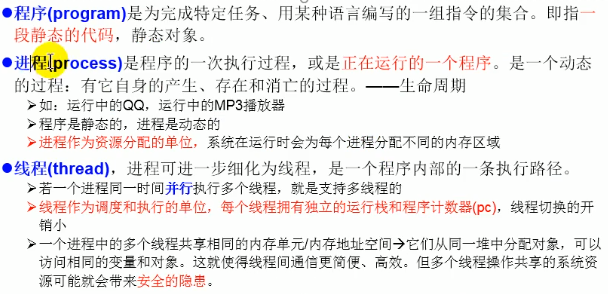 ●程序(program)是为完成特定任务、用某种语言编写的一组指令的集合。即指一
段静态的代码，静态对象。
●进程(process)是程序的一次执行过程，或是正在运行的一个程序。是一个动态
的过程：有它自身的产生、存在和消亡的过程。——生命周期
➢如：运行中的QQ，运行中的MP3播放器
➢程序是静态的，进程是动态的
➢进程作为资源分配的单位，系统在运行时会为每个进程分配不同的内存区域
●线程(thread)，进程可进一步细化为线程，是一个程序内部的一条执行路径。
➢若一个进程同一时间并行执行多个线程，就是支持多线程的
➢线程作为调度和执行的单位，每个线程拥有独立的运行栈和程序计数器(pc)，线程切换的开
销小
➢一个进程中的多个线程共享相同的内存单元/内存地址空间→它们从同一堆中分配对象，可以
访问相同的变量和对象。这就使得线程间通信更简便、高效。但多个线程操作共享的系统资
源可能就会带来安全的隐患。